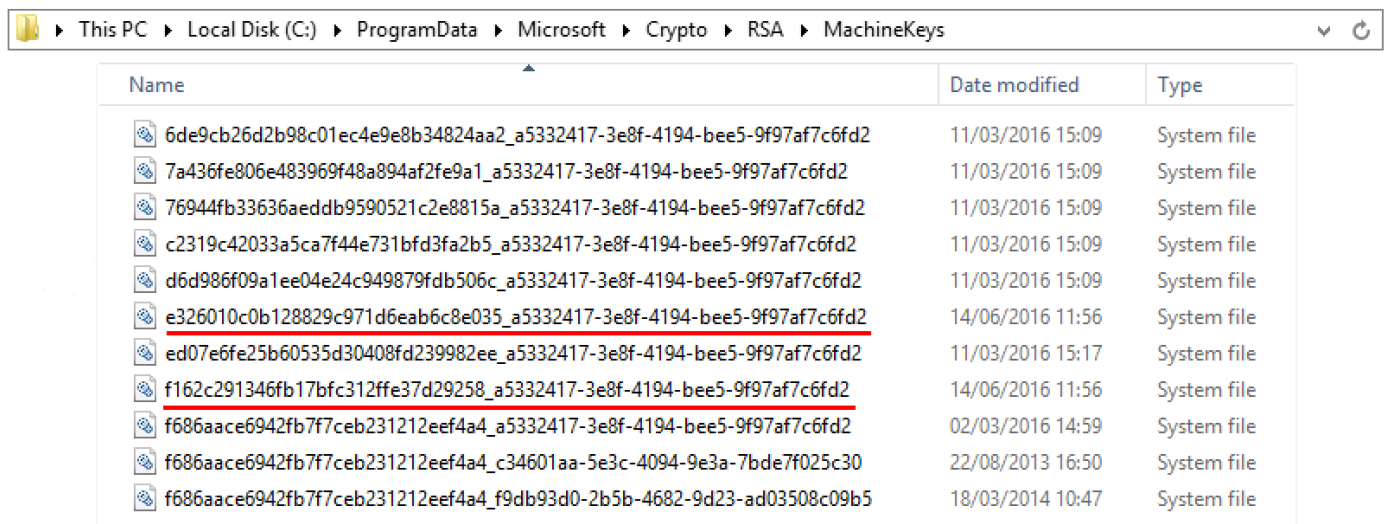 This PC Local Disk (C:) ProgramData Microsoft Crypto RSA MachineKeys
Name Date modified Type
6de9cb26d2b98c01ec4e9e8b34824aa2_a5332417-3e8f-4194-bee5-9f97af7c6fd2 11/03/2016 15:09 System file
7a436fe806e483969f48a894af2fe9a1_a5332417-3e8f-4194-bee5-9f97af7c6fd2 11/03/2016 15:09 System file
76944fb33636aeddb9590521c2e8815a_a5332417-3e8f-4194-bee5-9f97af7c6fd2 11/03/2016 15:09 System file
c2319c42033a5ca7f44e731bfd3fa2b5_a5332417-3e8f-4194-bee5-9f97af7c6fd2 11/03/2016 15:09 System file
d6d986f09a1ee04e24c949879fdb506c_a5332417-3e8f-4194-bee5-9f97af7c6fd2 11/03/2016 15:09 System file
e326010c0b128829c971d6eab6c8e035_a5332417-3e8f-4194-bee5-9f97af7c6fd2 14/06/2016 11:56 System file
ed07e6fe25b60535d30408fd239982ee_a5332417-3e8f-4194-bee5-9f97af7c6fd2 11/03/2016 15:17 System file
f162c291346fb17bfc312ffe37d29258_a5332417-3e8f-4194-bee5-9f97af7c6fd2 14/06/2016 11:56 System file
f686aace6942fb7f7ceb231212eef4a4_a5332417-3e8f-4194-bee5-9f97af7c6fd2 02/03/2016 14:59 System file
f686aace6942fb7f7ceb231212eef4a4_c34601aa-5e3c-4094-9e3a-7bde7f025c30 22/08/2013 16:50 System file
f686aace6942fb7f7ceb231212eef4a4_f9db93d0-2b5b-4682-9d23-ad03508c09b5 18/03/2014 10:47 System file